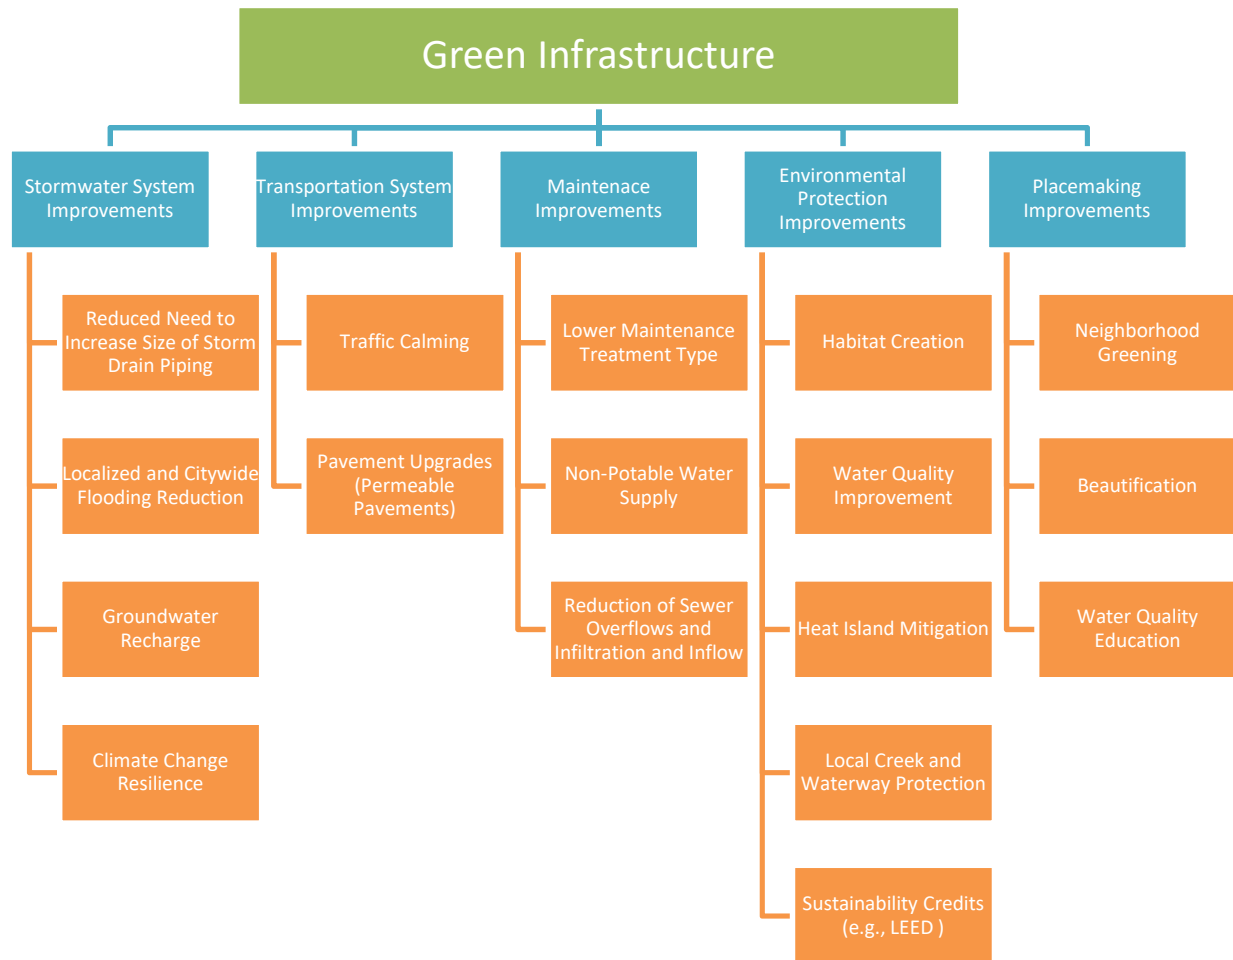 Green Infrastructure
Stormwater System
Improvements
Reduced Need to
Increase Size of Storm
Drain Piping
Localized and Citywide
Flooding Reduction
Groundwater
Recharge
Climate Change
Resilience
Transportation System
Improvements
Traffic Calming
Pavement Upgrades
(Permeable
Pavements)
Maintenace
Improvements
Lower Maintenance
Treatment Type
Non-Potable Water
Supply
Reduction of Sewer
Overflows and
Infiltration and Inflow
Environmental
Protection
Improvements
Habitat Creation
Water Quality
Improvement
Heat Island Mitigation
Local Creek and
Waterway Protection
Sustainability Credits
(e.g., LEED )
Placemaking
Improvements
Neighborhood
Greening
Beautification
Water Quality
Education